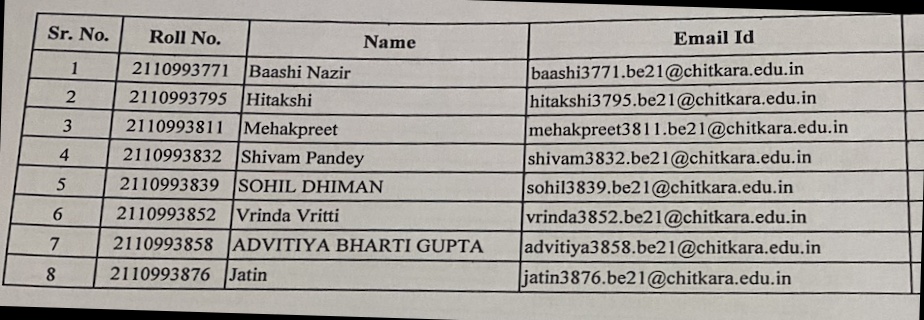 Sr. No. Roll No. Name Email Id
1 2110993771 Baashi Nazir baashi3771.be21@chitkara.edu.in
2 2110993795 Hitakshi hitakshi3795.be21@chitkara.edu.in
3 2110993811 Mehakpreet mehakpreet3811.be21@chitkara.edu.in
4 2110993832 Shivam Pandey shivam3832.be21@chitkara.edu.in
5 2110993839 SOHIL DHIMAN sohil3839.be21@chitkara.edu.in
6 2110993852 Vrinda Vritti vrinda3852.be21@chitkara.edu.in
7 2110993858 ADVITIYA BHARTI GUPTA advitiya3858.be21@chitkara.edu.in
8 2110993876 Jatin jatin3876.be21@chitkara.edu.in